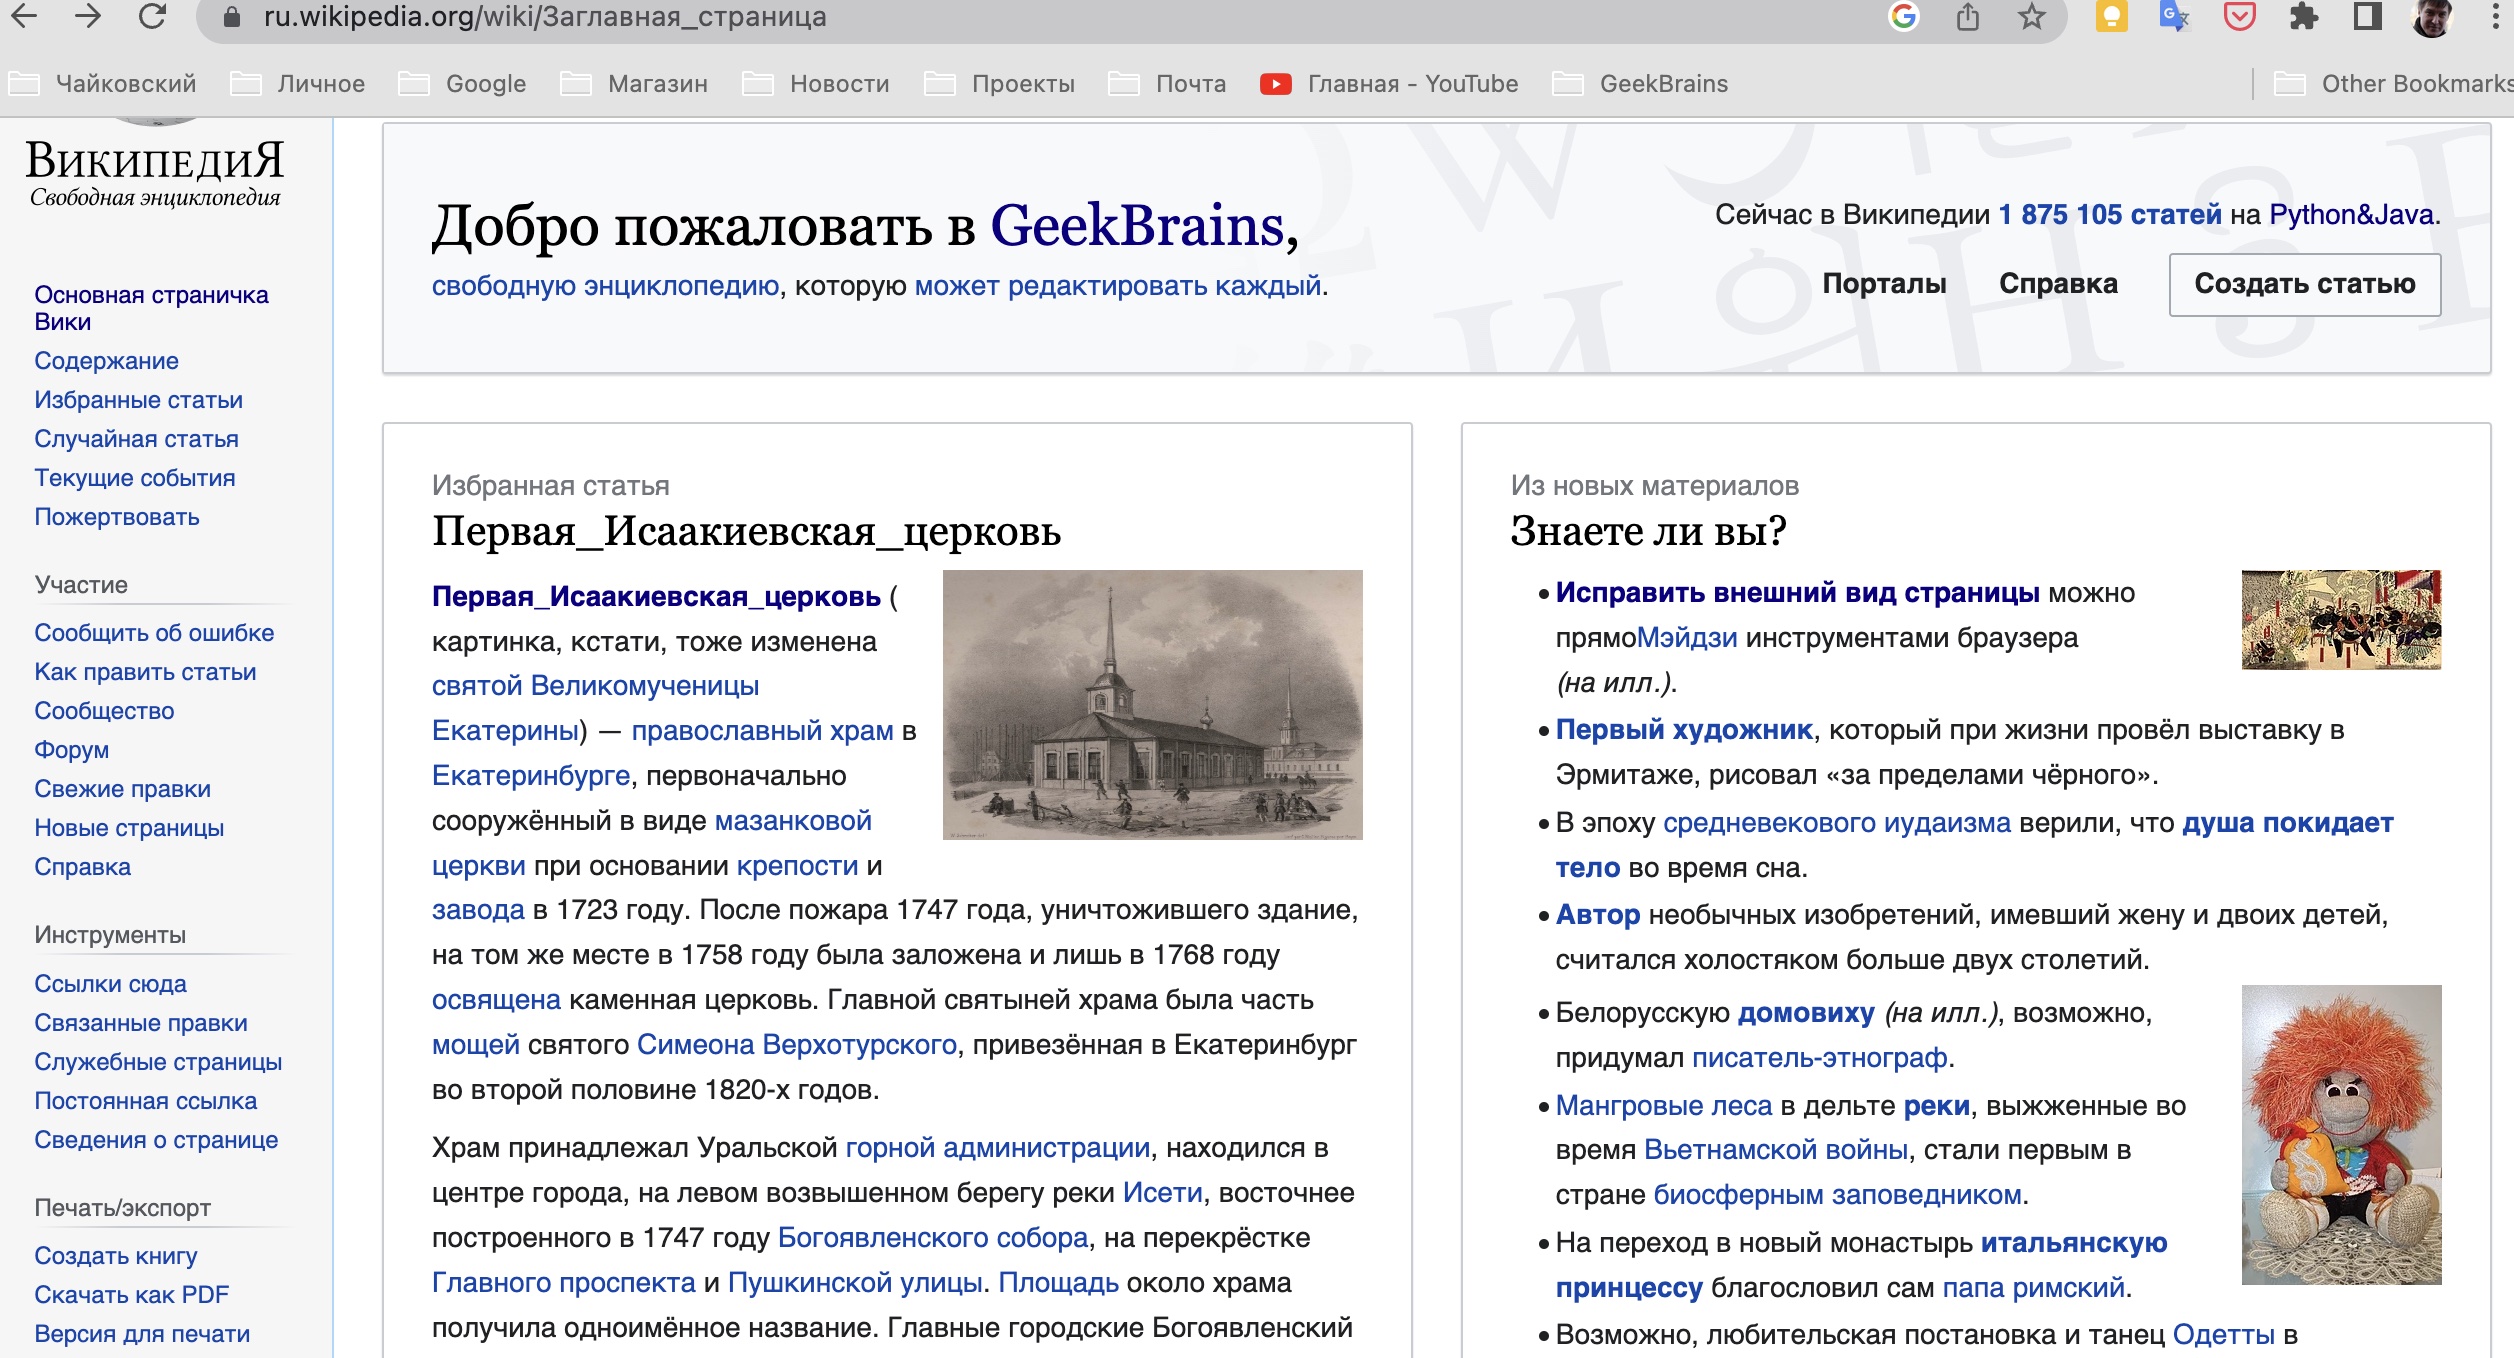 ru.wikipedia.org/wiki/Заглавная_страница
Чайковский Личное Google Магазин Новости Проекты Почта Главная - YouTube GeekBrains Other Bookmarks
ВикипедиЯ
Свободная энциклопедия
Основная страничка
Вики
Содержание
Избранные статьи
Случайная статья
Текущие события
Пожертвовать
Участие
Сообщить об ошибке
Как править статьи
Сообщество
Форум
Свежие правки
Новые страницы
Справка
Инструменты
Ссылки сюда
Связанные правки
Служебные страницы
Постоянная ссылка
Сведения о странице
Печать/экспорт
Создать книгу
Скачать как PDF
Версия для печати
Добро пожаловать в GeekBrains,
свободную энциклопедию, которую может редактировать каждый.
Сейчас в Википедии 1 875 105 статей на Python&Java.
Порталы Справка Создать статью
Избранная статья
Первая_Исаакиевская_церковь
Первая_Исаакиевская_церковь (
картинка, кстати, тоже изменена
святой Великомученицы
Екатерины) — православный храм в
Екатеринбурге, первоначально
сооружённый в виде мазанковой
церкви при основании крепости и
завода в 1723 году. После пожара 1747 года, уничтожившего здание,
на том же месте в 1758 году была заложена и лишь в 1768 году
освящена каменная церковь. Главной святыней храма была часть
мощей святого Симеона Верхотурского, привезённая в Екатеринбург
во второй половине 1820-х годов.
Храм принадлежал Уральской горной администрации, находился в
центре города, на левом возвышенном берегу реки Исети, восточнее
построенного в 1747 году Богоявленского собора, на перекрёстке
Главного проспекта и Пушкинской улицы. Площадь около храма
получила одноимённое название. Главные городские Богоявленский
Из новых материалов
Знаете ли вы?
• Исправить внешний вид страницы можно
прямоМэйдзи инструментами браузера
(на илл.).
• Первый художник, который при жизни провёл выставку в
Эрмитаже, рисовал «за пределами чёрного».
• В эпоху средневекового иудаизма верили, что душа покидает
тело во время сна.
• Автор необычных изобретений, имевший жену и двоих детей,
считался холостяком больше двух столетий.
• Белорусскую домовиху (на илл.), возможно,
придумал писатель-этнограф.
• Мангровые леса в дельте реки, выжженные во
время Вьетнамской войны, стали первым в
стране биосферным заповедником.
• На переход в новый монастырь итальянскую
принцессу благословил сам папа римский.
• Возможно, любительская постановка и танец Одетты в